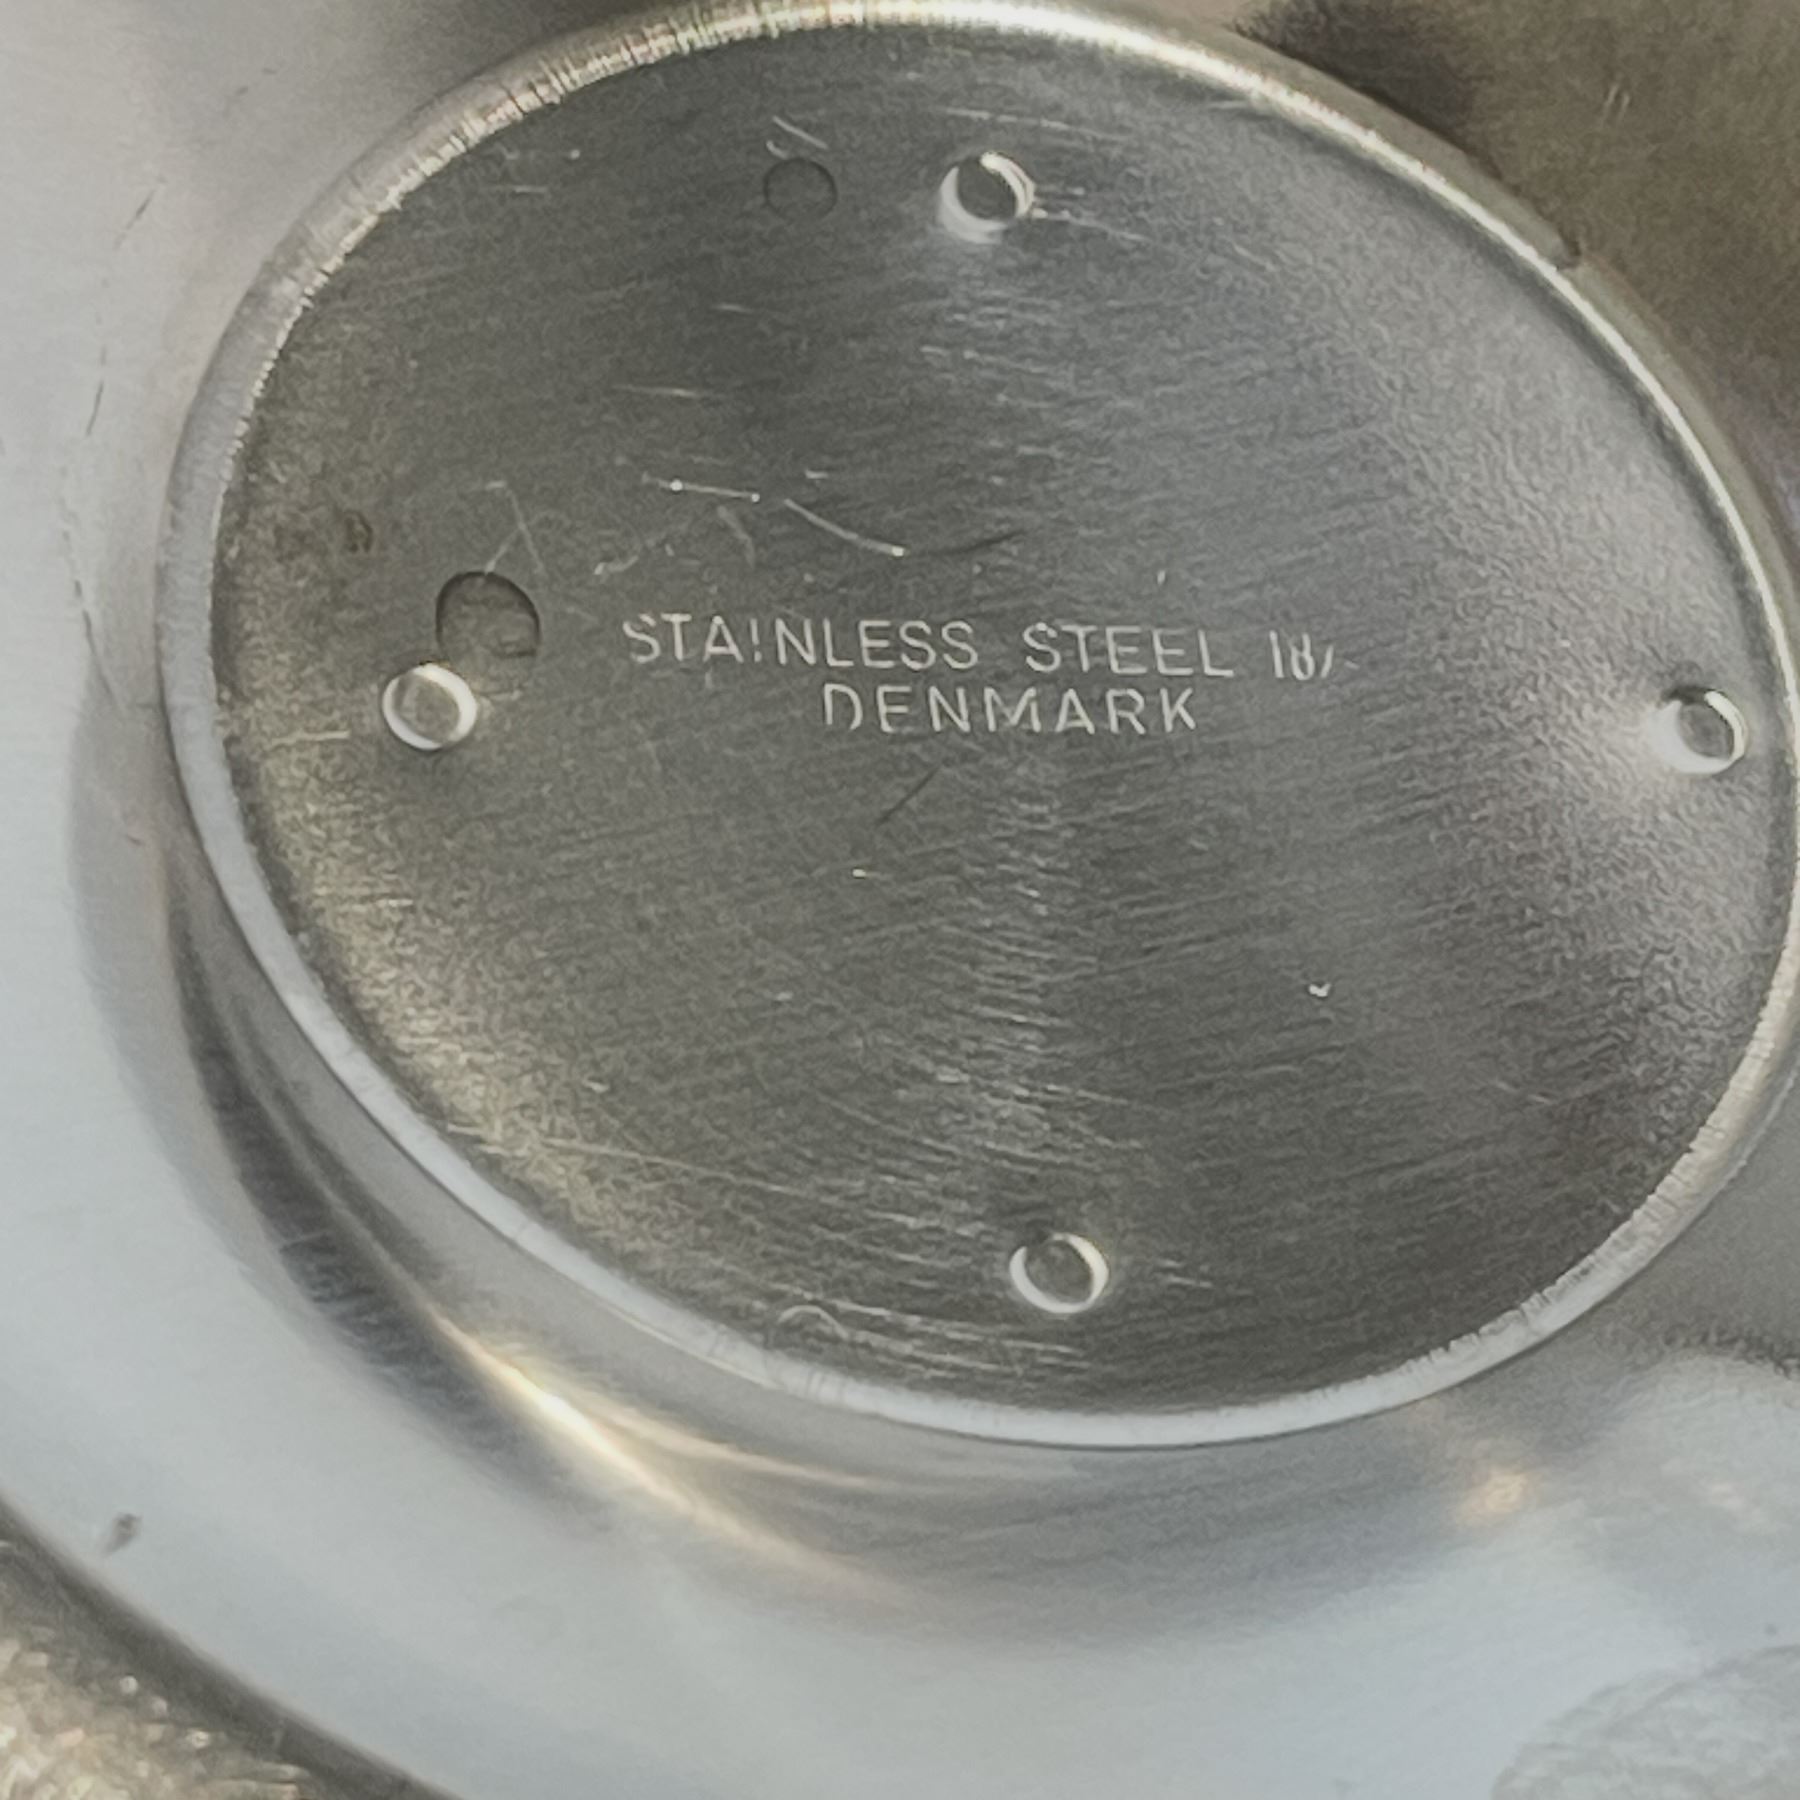 STAINLESS STEEL 18/
DENMARK